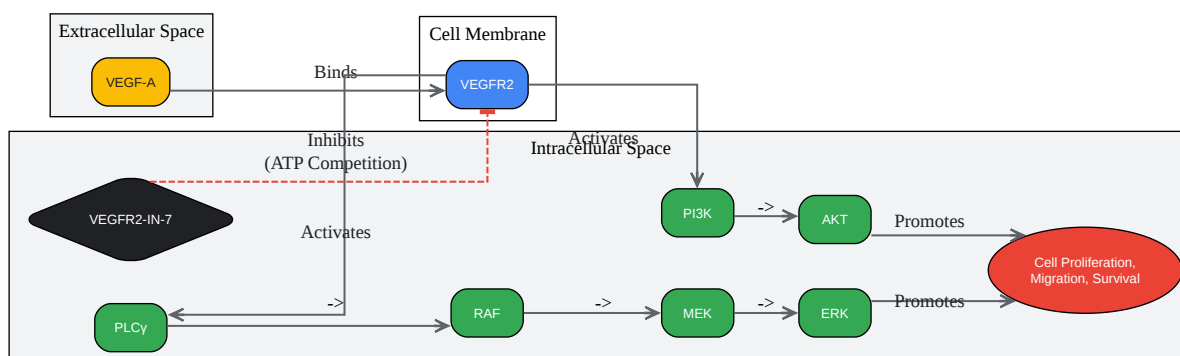 Extracellular Space
Cell Membrane
VEGF-A
Binds
VEGFR2
Inhibits
(ATP Competition)
Activates
Intracellular Space
VEGFR2-IN-7
PI3K
->
AKT
Promotes
Activates
Cell Proliferation,
Migration, Survival
PLCγ
->
RAF
->
MEK
->
ERK
Promotes